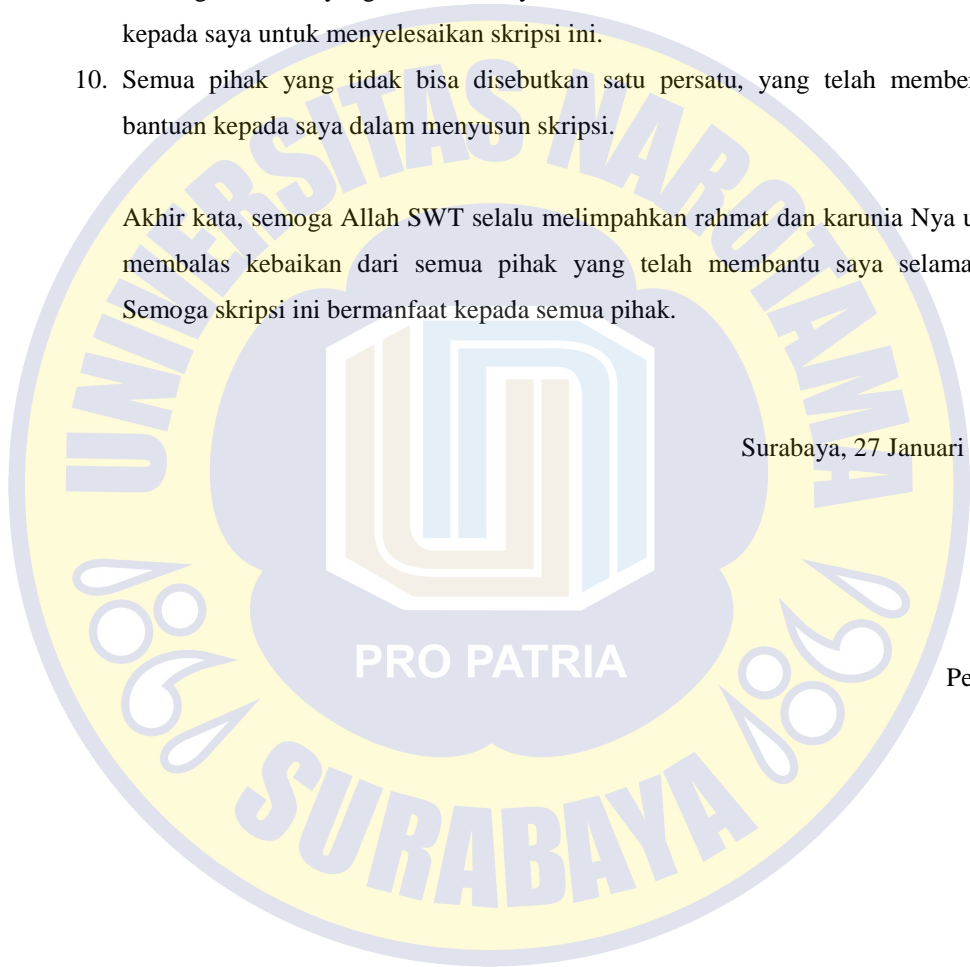 kepada saya untuk menyelesaikan skripsi ini.
10. Semua pihak yang tidak bisa disebutkan satu persatu, yang telah
bantuan kepada saya dalam menyusun skripsi.
Akhir kata, semoga Allah SWT selalu melimpahkan rahmat dan karunia Nya
membalas kebaikan dari semua pihak yang telah membantu saya selama
Semoga skripsi ini bermanfaat kepada semua pihak.
Surabaya, 27 Januari
UNIVERSITAS NAROTAMA
PRO PATRIA
SURABAYA